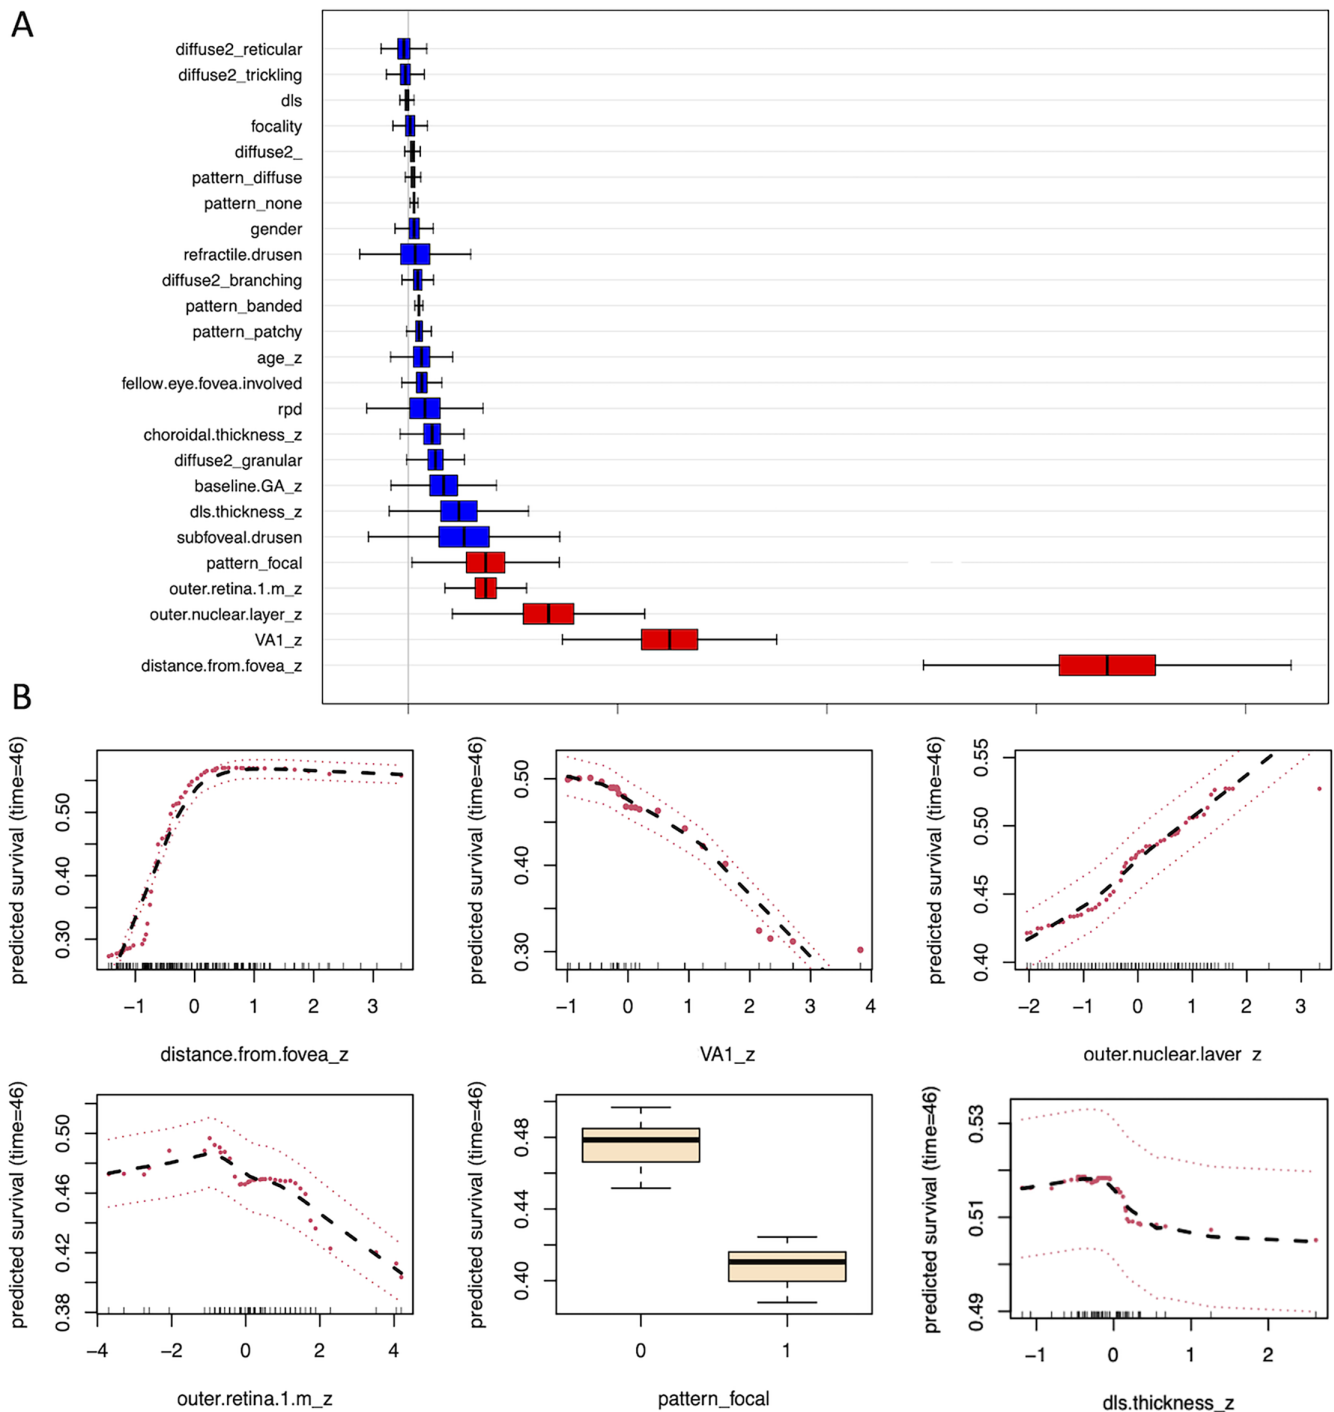 A
diffuse2_reticular
diffuse2_trickling
dls
focality
diffuse2_
pattern_diffuse
pattern_none
gender
refractile.drusen
diffuse2_branching
pattern_banded
pattern_patchy
age_z
fellow.eye.fovea.involved
rpd
choroidal.thickness_z
diffuse2_granular
baseline.GA_z
dls.thickness_z
subfoveal.drusen
pattern_focal
outer.retina.1.m_z
outer.nuclear.layer_z
VA1_z
distance.from.fovea_z
B
predicted survival (time=46)
0.50
0.40
0.30
−1 0 1 2 3
distance.from.fovea_z
predicted survival (time=46)
0.50
0.40
0.30
−1 0 1 2 3 4
VA1_z
predicted survival (time=46)
0.55
0.50
0.45
0.40
−2 −1 0 1 2 3
outer.nuclear.laver z
predicted survival (time=46)
0.50
0.46
0.42
0.38
−4 −2 0 2 4
outer.retina.1.m_z
predicted survival (time=46)
0.48
0.44
0.40
0 1
pattern_focal
predicted survival (time=46)
0.53
0.51
0.49
−1 0 1 2
dls.thickness_z